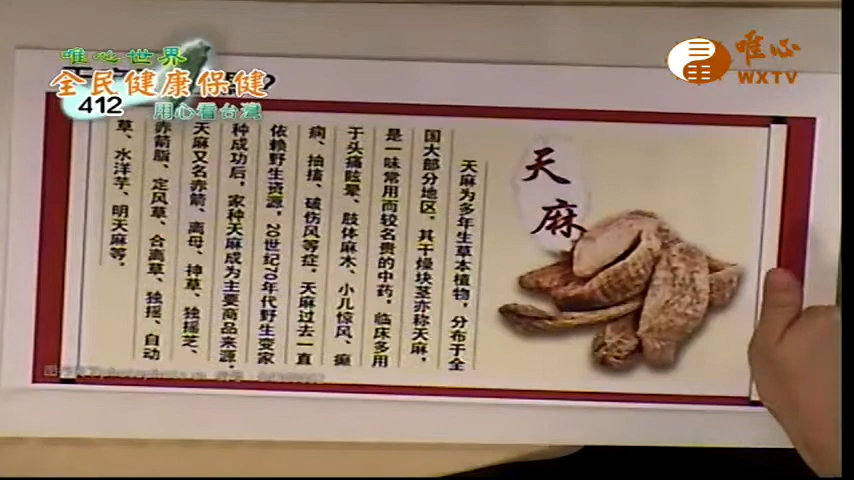 唯心世界
全民健康保健
412
用心看台灣
唯心
WXTV
天麻
天麻为多年生草本植物，分布于全
国大部分地区，其干燥块茎亦称天麻，
是一味常用而较名贵的中药，临床多用
于头痛眩晕、肢体麻木、小儿惊风、癫
痫、抽搐、破伤风等症。天麻过去一直
依赖野生资源，20世纪70年代野生变家
种成功后，家种天麻成为主要商品来源。
天麻又名赤箭、离母、神草、独摇芝、
赤箭脂、定风草、合离草、独摇、自动
草、水洋芋、明天麻等。